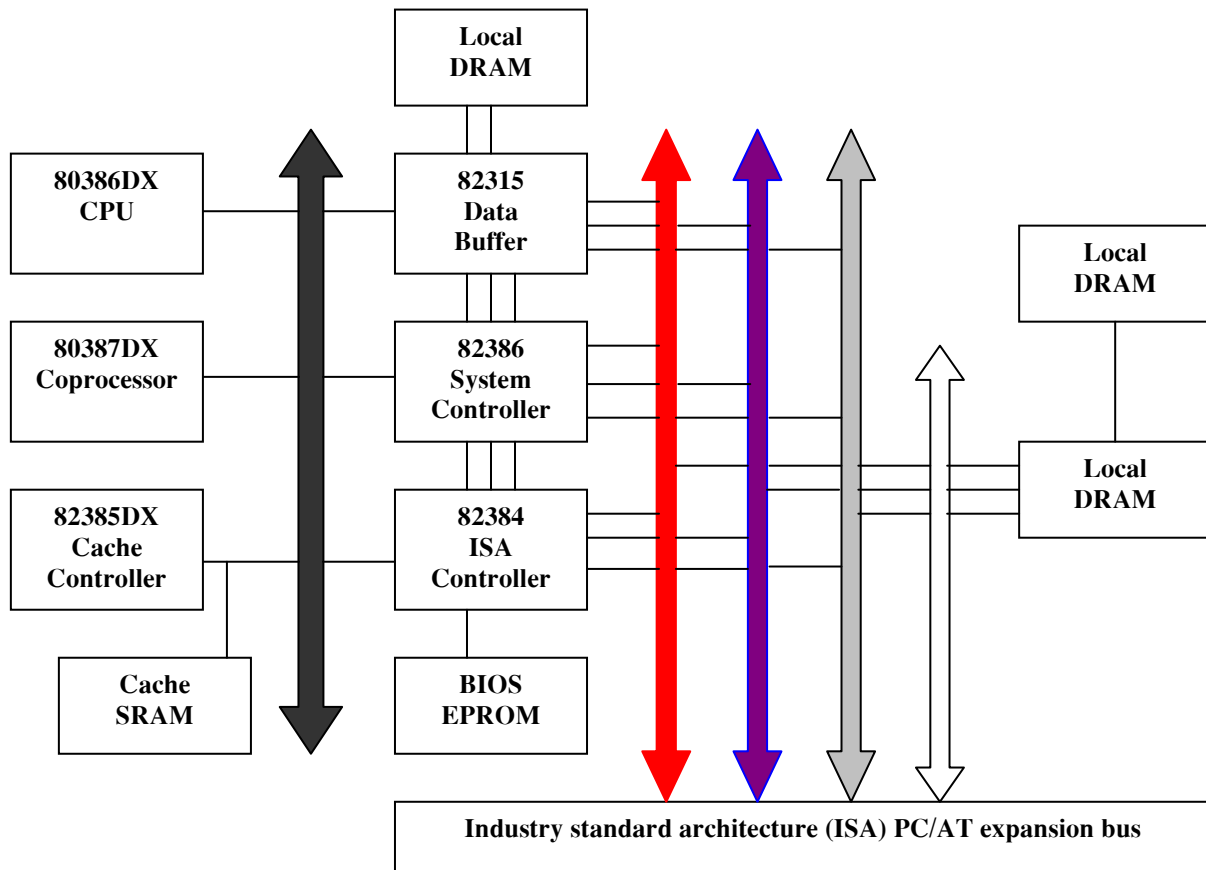 Local
DRAM
80386DX
CPU
82315
Data
Buffer
Local
DRAM
80387DX
Coprocessor
82386
System
Controller
Local
DRAM
82385DX
Cache
Controller
82384
ISA
Controller
Cache
SRAM
BIOS
EPROM
Industry standard architecture (ISA) PC/AT expansion bus